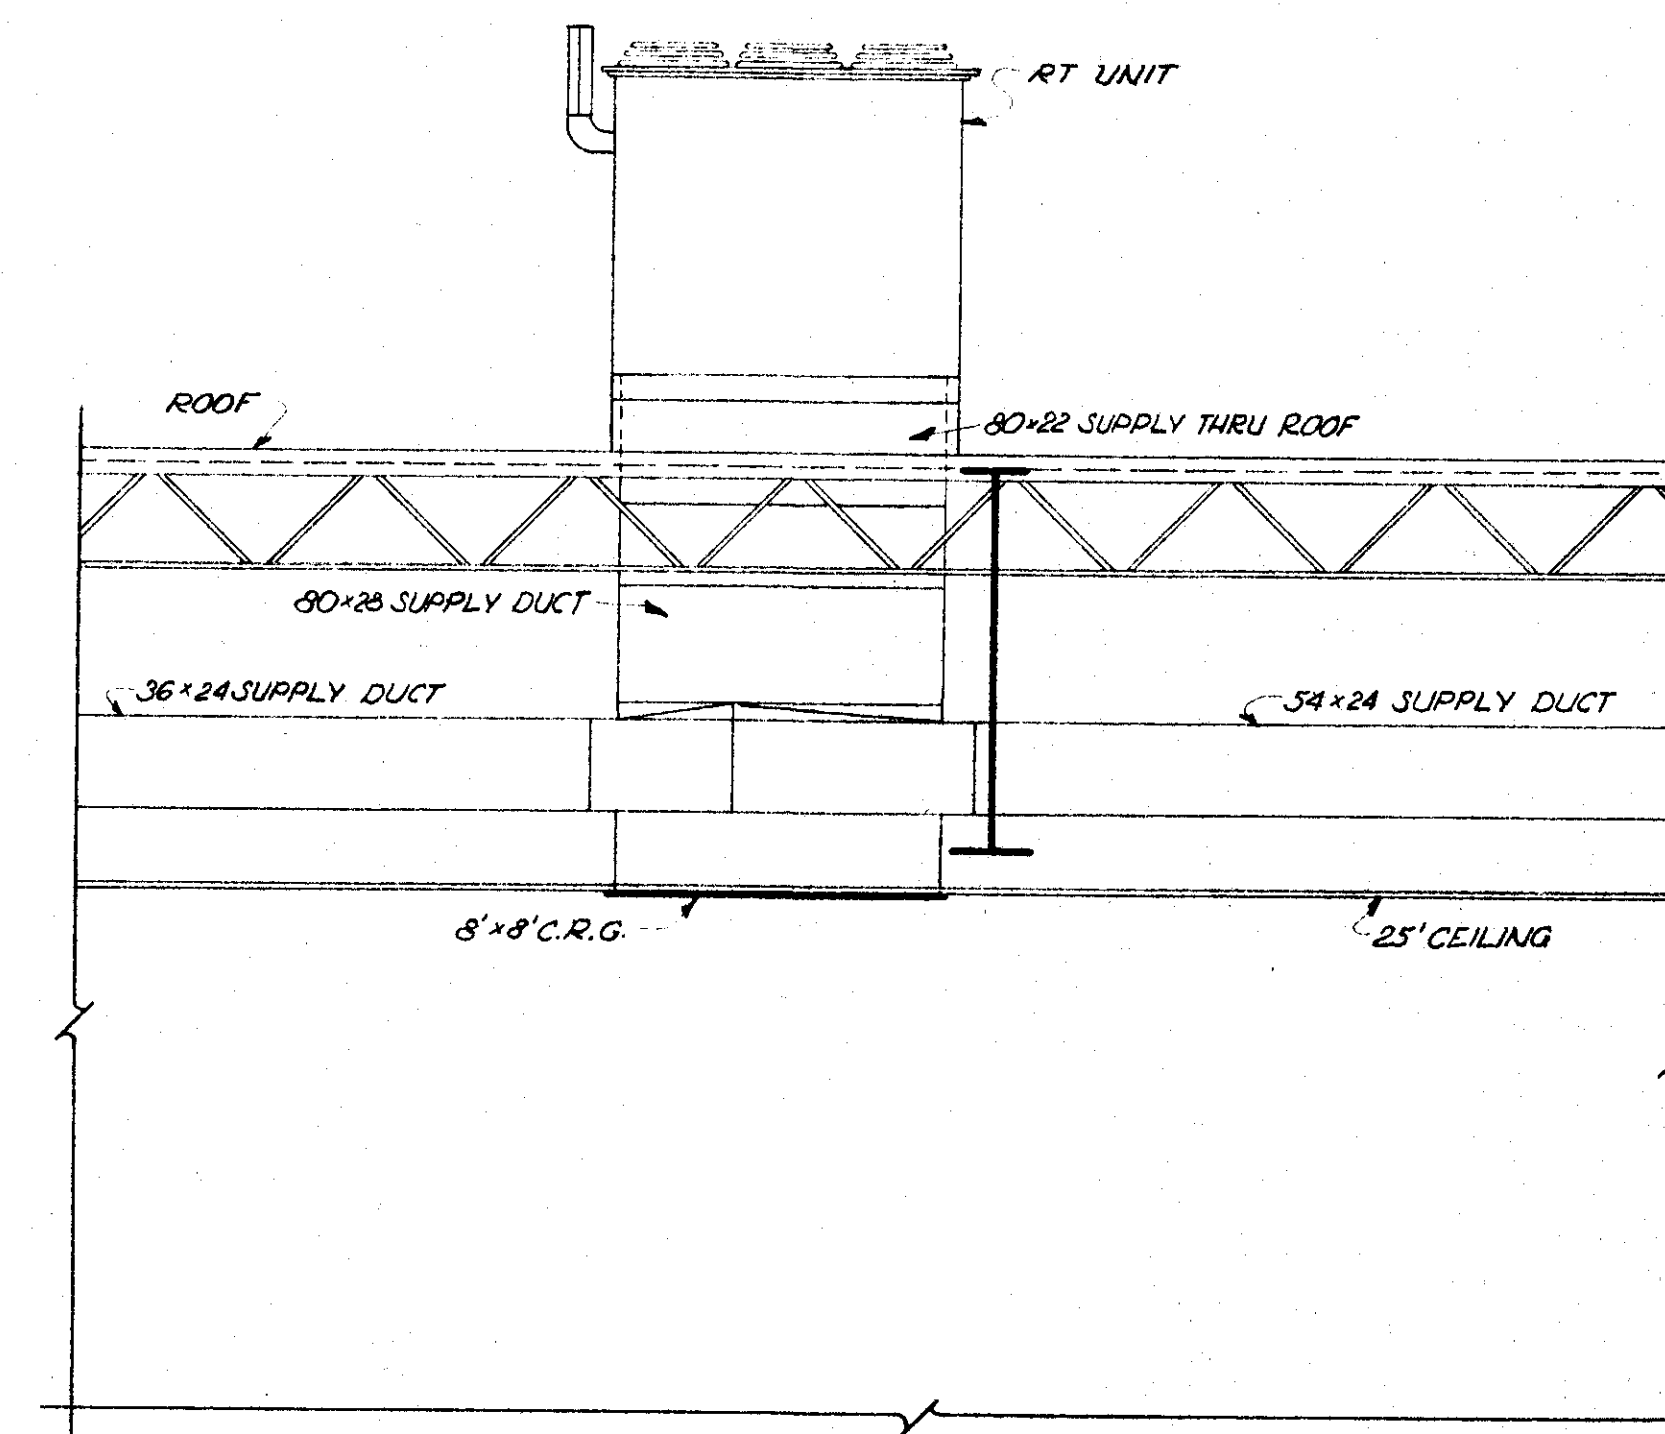 RT UNIT
ROOF
80×22 SUPPLY THRU ROOF
80×28 SUPPLY DUCT
36×24 SUPPLY DUCT
54×24 SUPPLY DUCT
8'×8' C.R.G.
25' CEILING